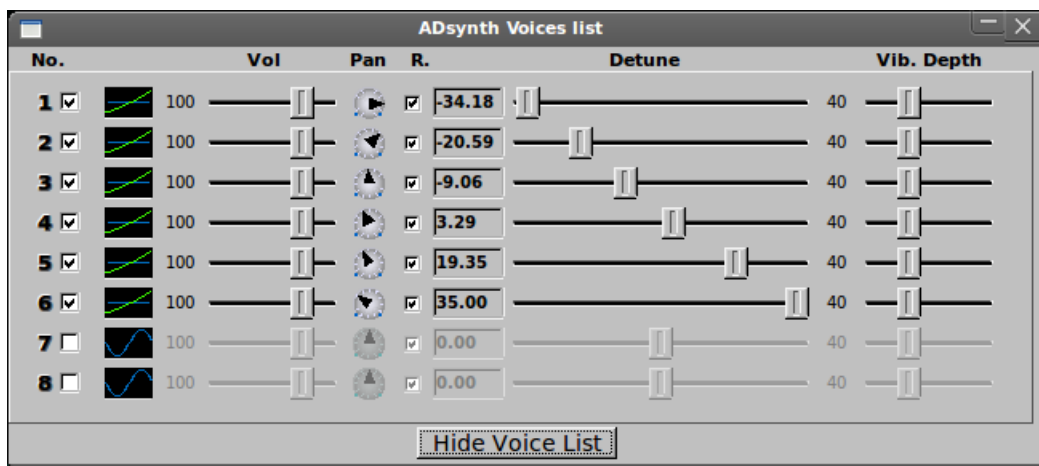 ADsynth Voices list
No. Vol Pan R. Detune Vib. Depth
1 100 -34.18 40
2 100 -20.59 40
3 100 -9.06 40
4 100 3.29 40
5 100 19.35 40
6 100 35.00 40
7 100 0.00 40
8 100 0.00 40
Hide Voice List